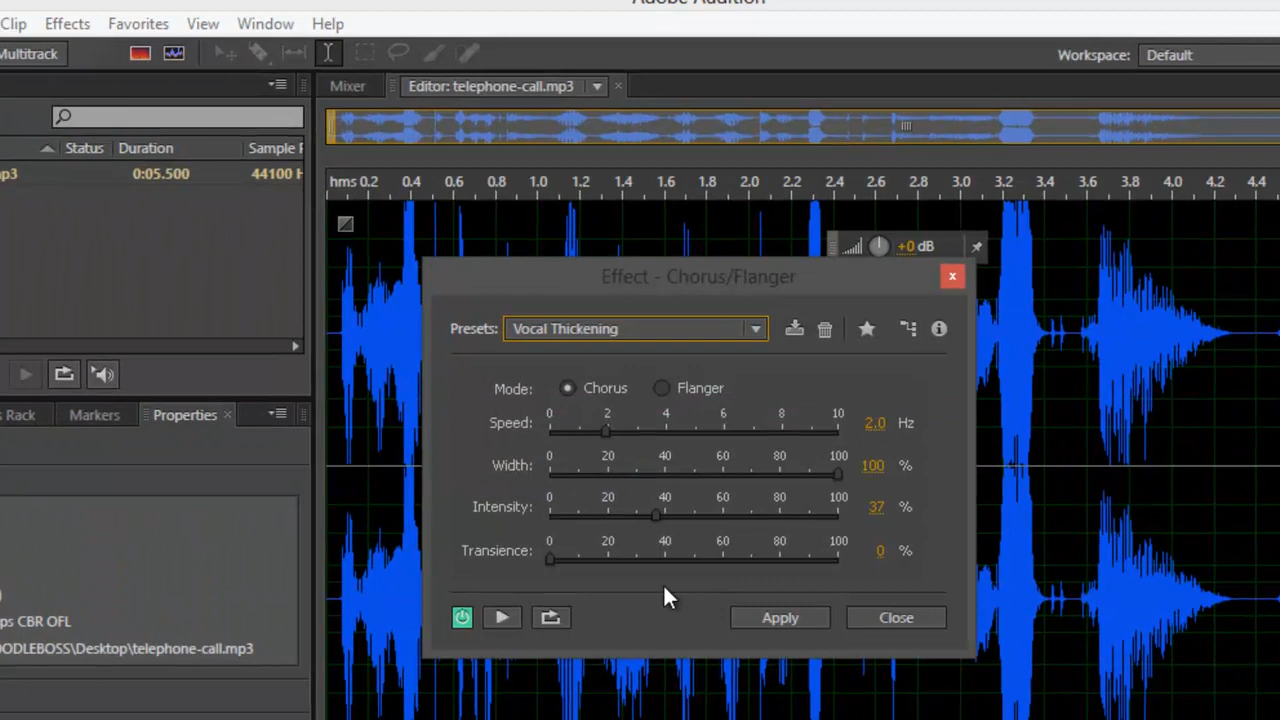 Adobe Audition
Clip Effects Favorites View Window Help
Multitrack
Workspace: Default
Mixer Editor: telephone-call.mp3
Status Duration Sample R
mp3 0:05.500 44100 H
hms 0.2 0.4 0.6 0.8 1.0 1.2 1.4 1.6 1.8 2.0 2.2 2.4 2.6 2.8 3.0 3.2 3.4 3.6 3.8 4.0 4.2 4.4
+0 dB
Effect - Chorus/Flanger
Presets: Vocal Thickening
Mode: Chorus Flanger
0 2 4 6 8 10
Speed: 2.0 Hz
0 20 40 60 80 100
Width: 100 %
0 20 40 60 80 100
Intensity: 37 %
0 20 40 60 80 100
Transience: 0 %
Apply Close
s Rack Markers Properties
)
ps CBR OFL
OODLEBOSS\Desktop\telephone-call.mp3